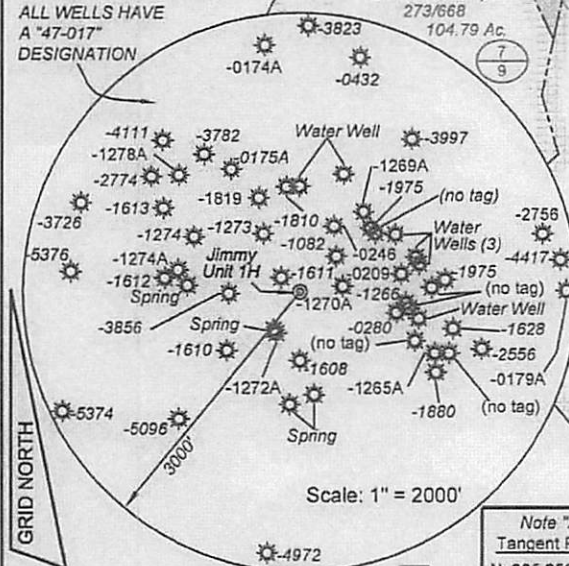 ALL WELLS HAVE
A "47-017"
DESIGNATION
273/668
104.79 Ac.
7
9
-3823
-0174A
-0432
-4111
-3782
Water Well
-3997
-1278A
-0175A
-1269A
-2774
-1975
(no tag)
-1819
-3726
-1613
-1810
Water
Wells (3)
-2756
-1274
-1273
-1082
-0246
-4417
-5376
-1274A
Jimmy
Unit 1H
-1611
-0209
-1975
-1612
Spring
-1270A
-1266
(no tag)
Water Well
-3856
Spring
-0280
-1628
(no tag)
-1610
-2556
-1608
-1272A
-1265A
-0179A
-5374
-1880
(no tag)
-5096
Spring
3000'
GRID NORTH
Scale: 1" = 2000'
-4972
Note
Tangent